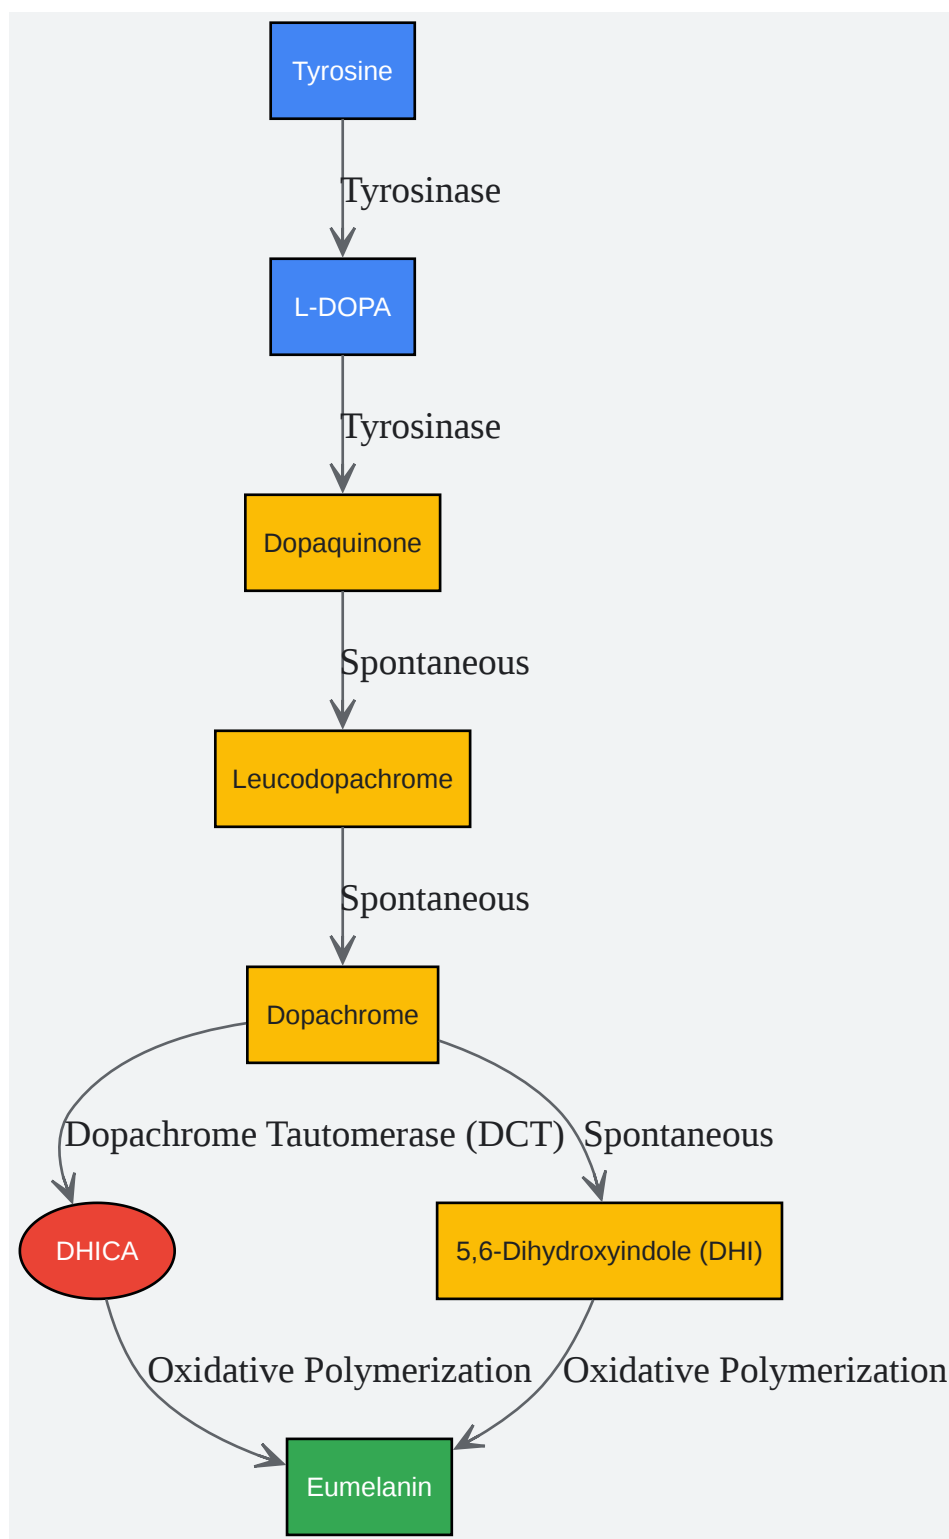 Tyrosine
Tyrosinase
L-DOPA
Tyrosinase
Dopaquinone
Spontaneous
Leucodopachrome
Spontaneous
Dopachrome
Dopachrome Tautomerase (DCT)
Spontaneous
DHICA
5,6-Dihydroxyindole (DHI)
Oxidative Polymerization
Oxidative Polymerization
Eumelanin